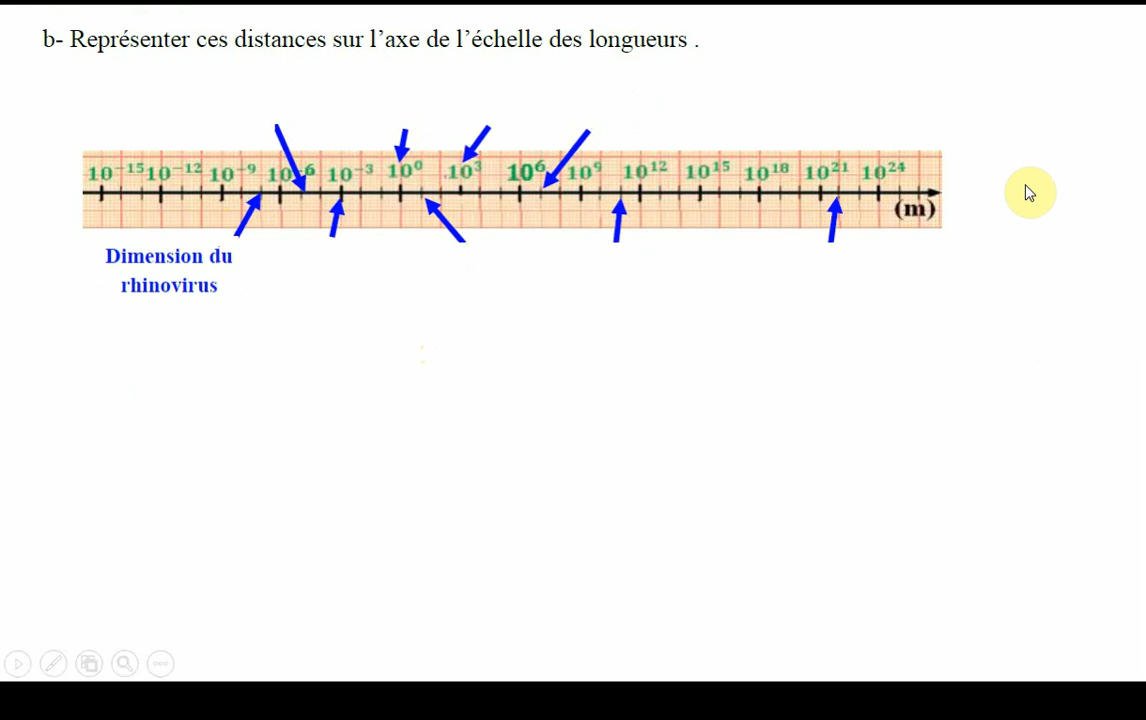 b- Représenter ces distances sur l’axe de l’échelle des longueurs .
10⁻¹⁵ 10⁻¹² 10⁻⁹ 10⁻⁶ 10⁻³ 10⁰ 10³ 10⁶ 10⁹ 10¹² 10¹⁵ 10¹⁸ 10²¹ 10²⁴
(m)
Dimension du
rhinovirus